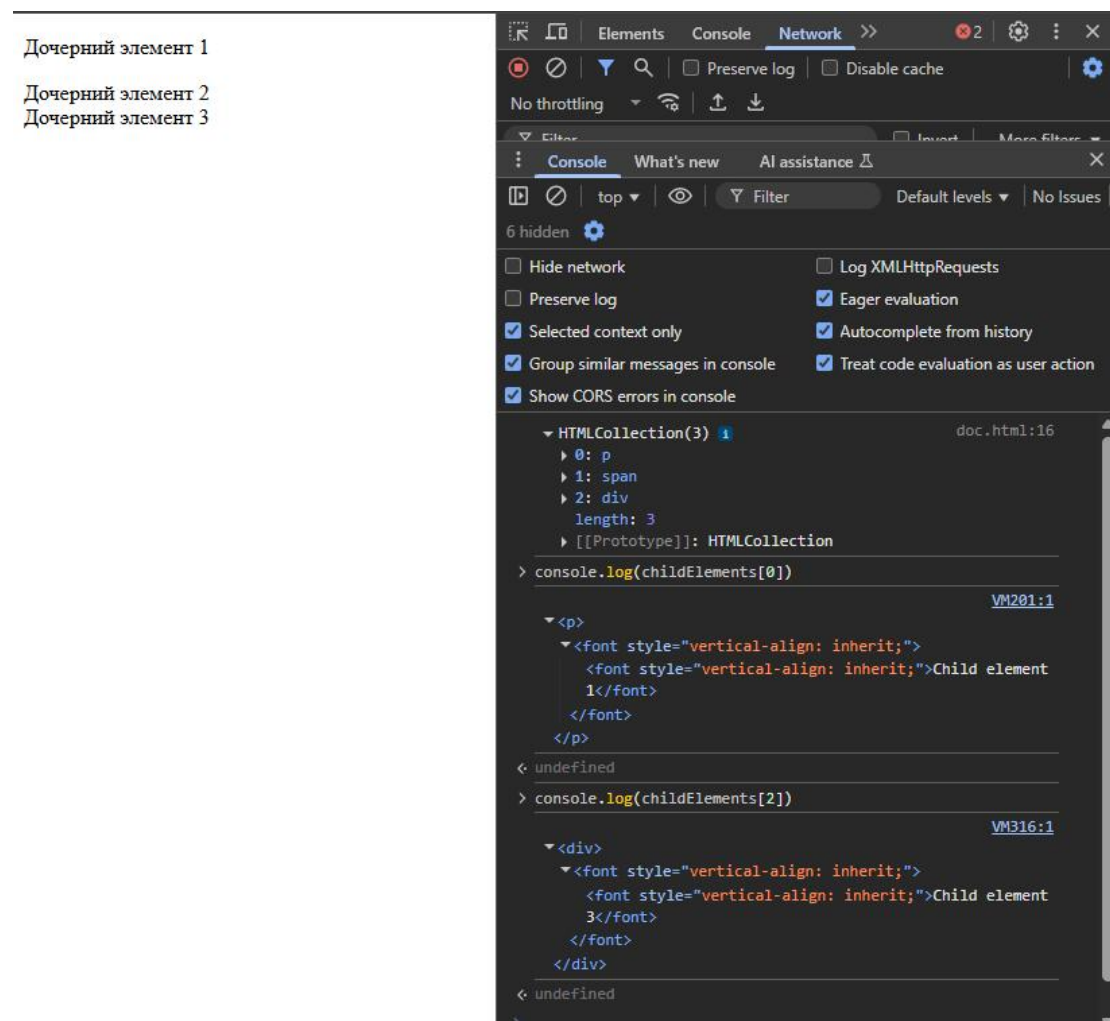 Дочерний элемент 1
Дочерний элемент 2
Дочерний элемент 3
Elements Console Network 2
Preserve log Disable cache
No throttling
Filter Invert More filters
Console What's new AI assistance
top Filter Default levels No Issues
6 hidden
Hide network Log XMLHttpRequests
Preserve log Eager evaluation
Selected context only Autocomplete from history
Group similar messages in console Treat code evaluation as user action
Show CORS errors in console
HTMLCollection(3) i doc.html:16
0: p
1: span
2: div
length: 3
[[Prototype]]: HTMLCollection
> console.log(childElements[0])
VM201:1
<p>
<font style="vertical-align: inherit;">
<font style="vertical-align: inherit;">Child element
1</font>
</font>
</p>
undefined
> console.log(childElements[2])
VM316:1
<div>
<font style="vertical-align: inherit;">
<font style="vertical-align: inherit;">Child element
3</font>
</font>
</div>
undefined